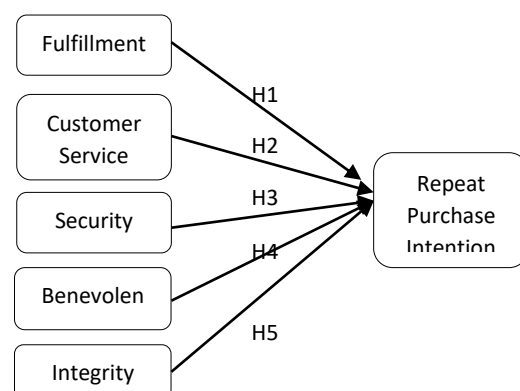 Fulfillment
H1
Customer
Service
H2
Security
H3
Benevolen
H4
Integrity
H5
Repeat
Purchase
Intention